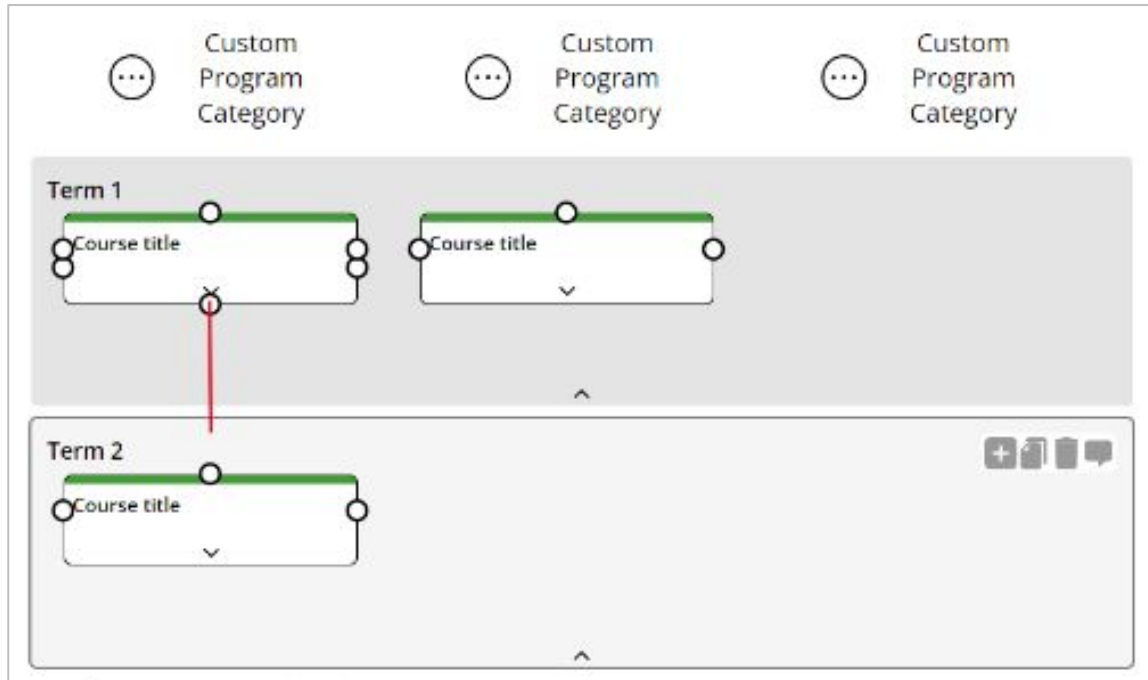 Custom
Program
Category
Custom
Program
Category
Custom
Program
Category
Term 1
Course title
Course title
Term 2
Course title